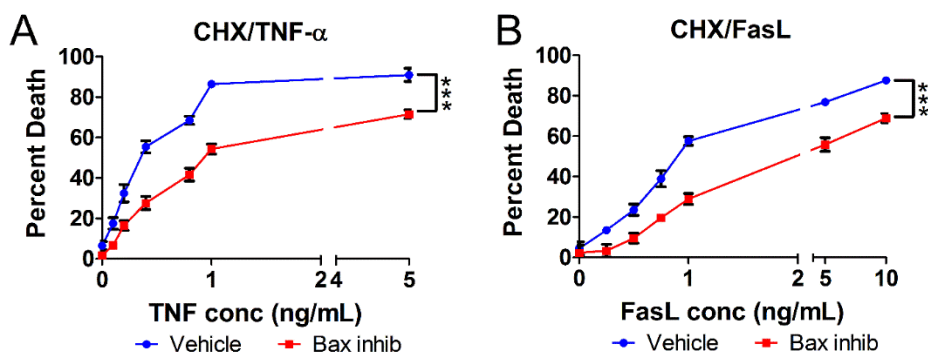 A
CHX/TNF-α
Percent Death
100
80
60
40
20
0
0 1 2 4 5
TNF conc (ng/mL)
Vehicle Bax inhib
***
B
CHX/FasL
Percent Death
100
80
60
40
20
0
0 1 2 5 10
FasL conc (ng/mL)
Vehicle Bax inhib
***